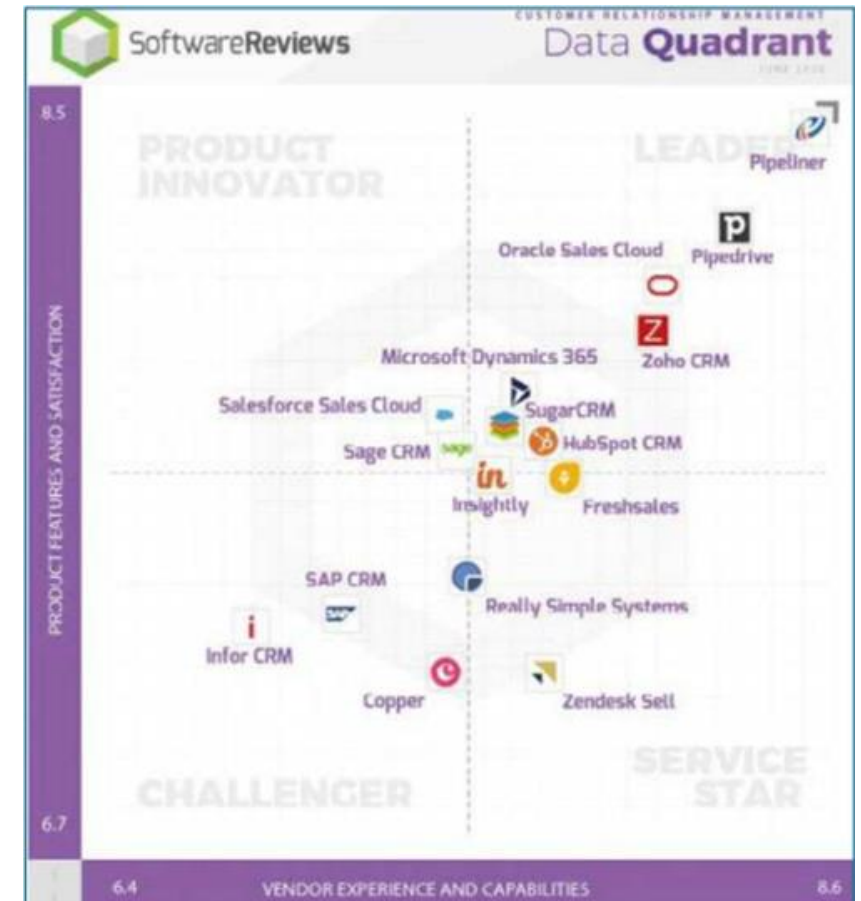 CUSTOMER RELATIONSHIP MANAGEMENT
SoftwareReviews
Data Quadrant
8.5
PRODUCT
INNOVATOR
LEADER
Pipeliner
Oracle Sales Cloud
Pipedrive
Microsoft Dynamics 365
Zoho CRM
Salesforce Sales Cloud
SugarCRM
Sage CRM
sage
HubSpot CRM
in
Insightly
Freshsales
PRODUCT FEATURES AND SATISFACTION
SAP CRM
SAP
Really Simple Systems
i
Infor CRM
Copper
Zendesk Sell
SERVICE
STAR
CHALLENGER
6.7
6.4
VENDOR EXPERIENCE AND CAPABILITIES
8.6